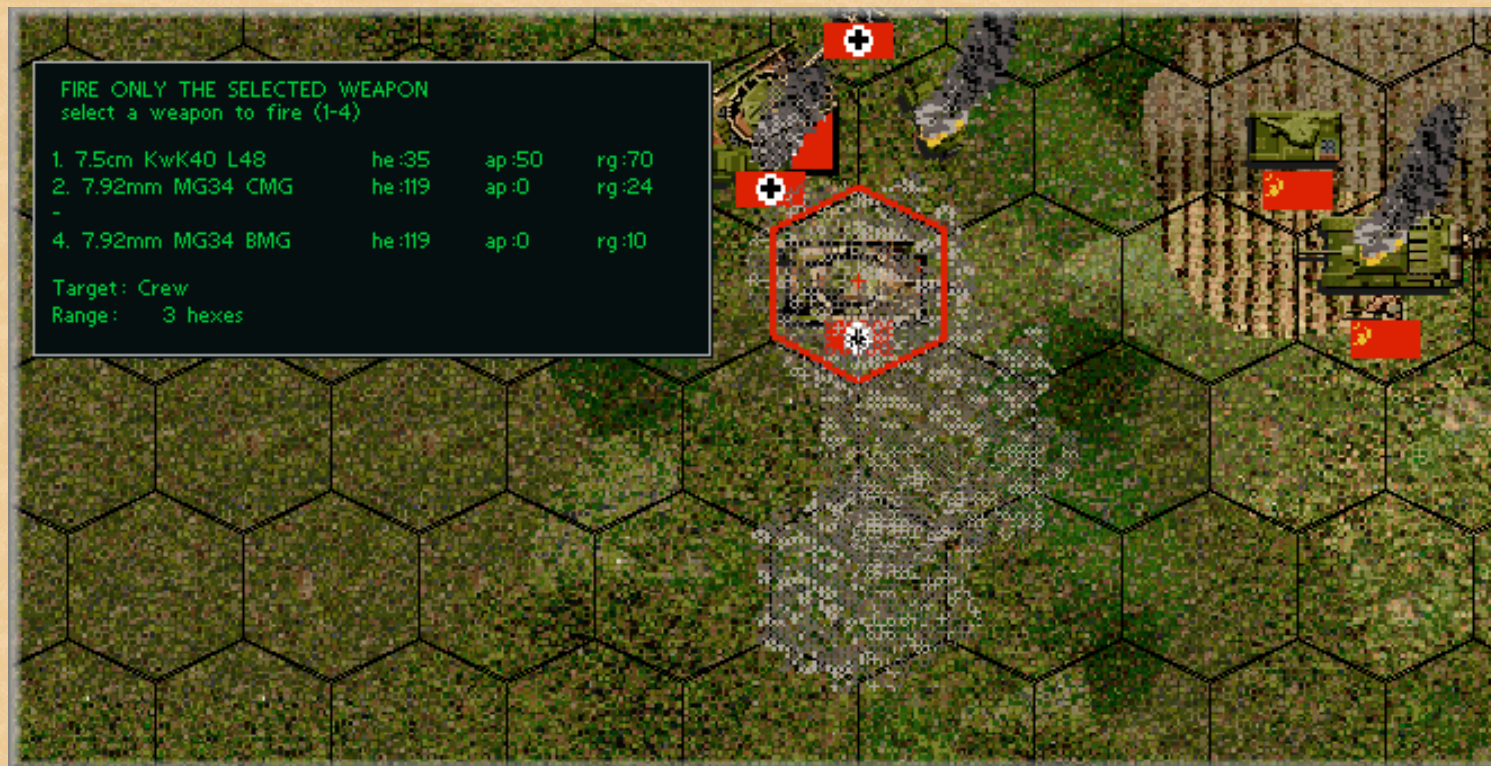 FIRE ONLY THE SELECTED WEAPON
select a weapon to fire (1-4)
1. 7.5cm KwK40 L48 he:35 ap:50 rg:70
2. 7.92mm MG34 CMG he:119 ap:0 rg:24
-
4. 7.92mm MG34 BMG he:119 ap:0 rg:10
Target: Crew
Range: 3 hexes